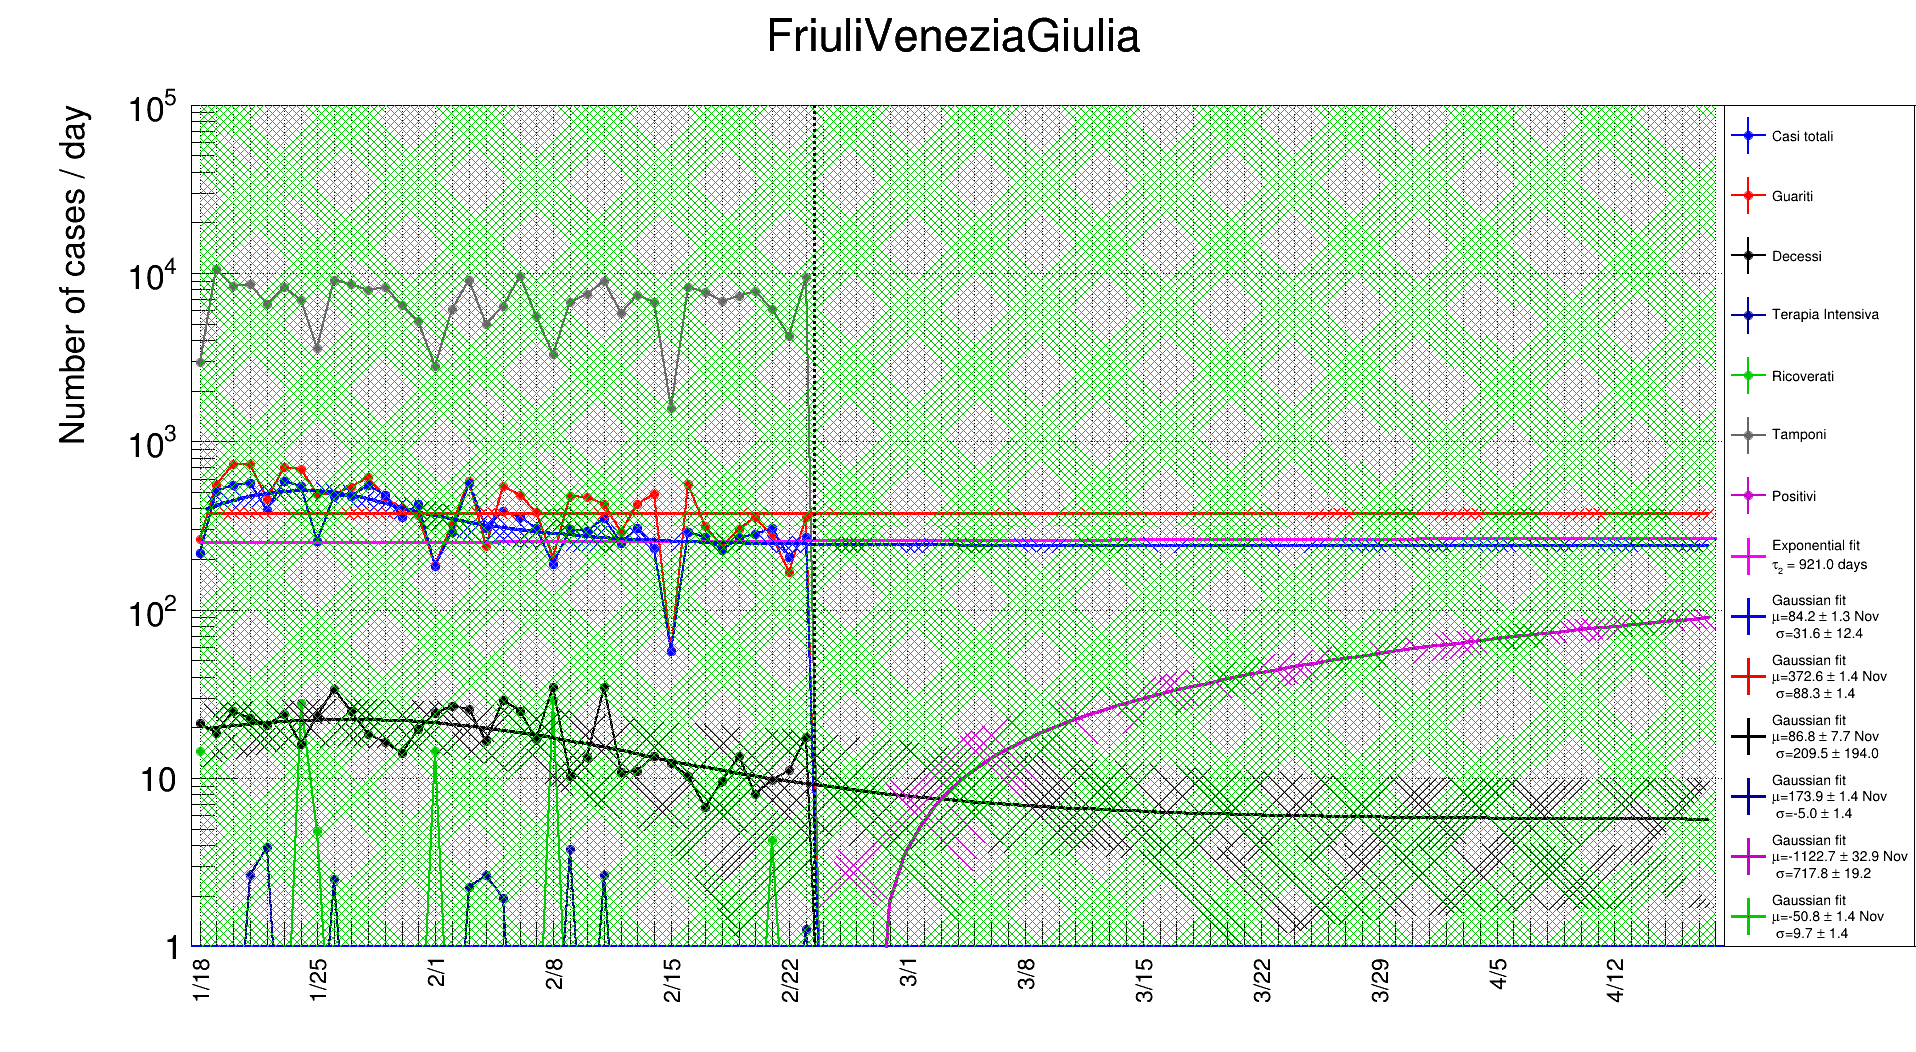 FriuliVeneziaGiulia
Number of cases / day
10^5
10^4
10^3
10^2
10
1
1/18
1/25
2/1
2/8
2/15
2/22
3/1
3/8
3/15
3/22
3/29
4/5
4/12
Casi totali
Guariti
Decessi
Terapia Intensiva
Ricoverati
Tamponi
Positivi
Exponential fit
τ₂ = 921.0 days
Gaussian fit
μ=84.2 ± 1.3 Nov
σ=31.6 ± 12.4
Gaussian fit
μ=372.6 ± 1.4 Nov
σ=88.3 ± 1.4
Gaussian fit
μ=86.8 ± 7.7 Nov
σ=209.5 ± 194.0
Gaussian fit
μ=173.9 ± 1.4 Nov
σ=-5.0 ± 1.4
Gaussian fit
μ=-1122.7 ± 32.9 Nov
σ=717.8 ± 19.2
Gaussian fit
μ=-50.8 ± 1.4 Nov
σ=9.7 ± 1.4